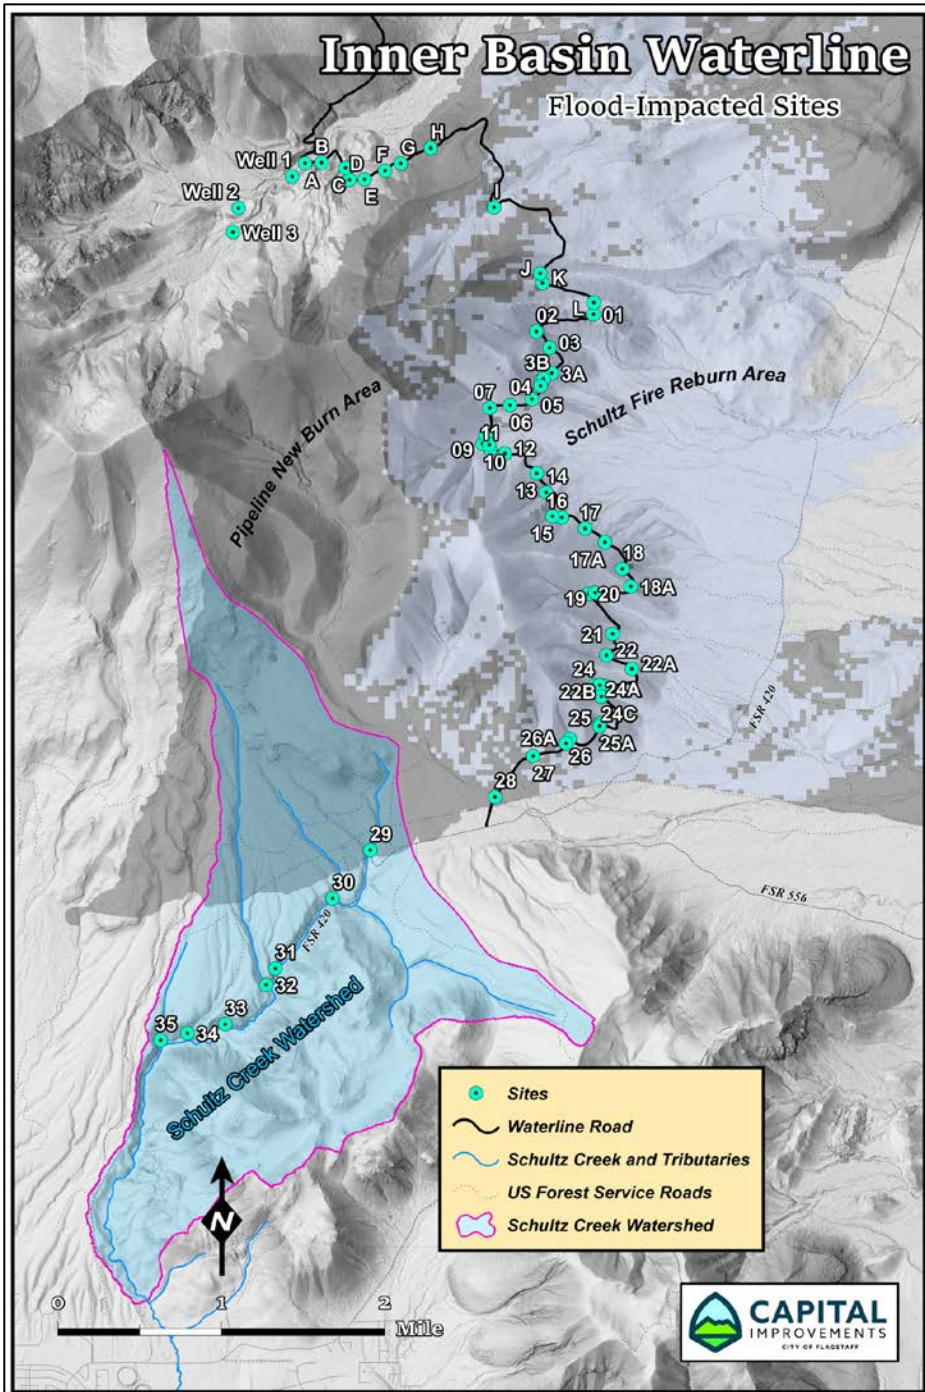 Inner Basin Waterline
Flood-Impacted Sites
H
B
G
Well 1
F
D
A
C
E
Well 2
I
Well 3
J
K
L
01
02
03
3B
3A
04
07
05
06
Schultz Fire Reburn Area
Pipeline New Burn Area
11
09
12
10
14
13
16
17
15
17A
18
18A
19
20
21
22
22A
24
24A
22B
24C
25
25A
26A
26
27
FSR 420
28
29
30
FSR 556
FSR 420
31
32
33
35
34
Schultz Creek Watershed
Sites
Waterline Road
Schultz Creek and Tributaries
US Forest Service Roads
Schultz Creek Watershed
N
0 1 2
Mile
CAPITAL
IMPROVEMENTS
CITY OF FLAGSTAFF